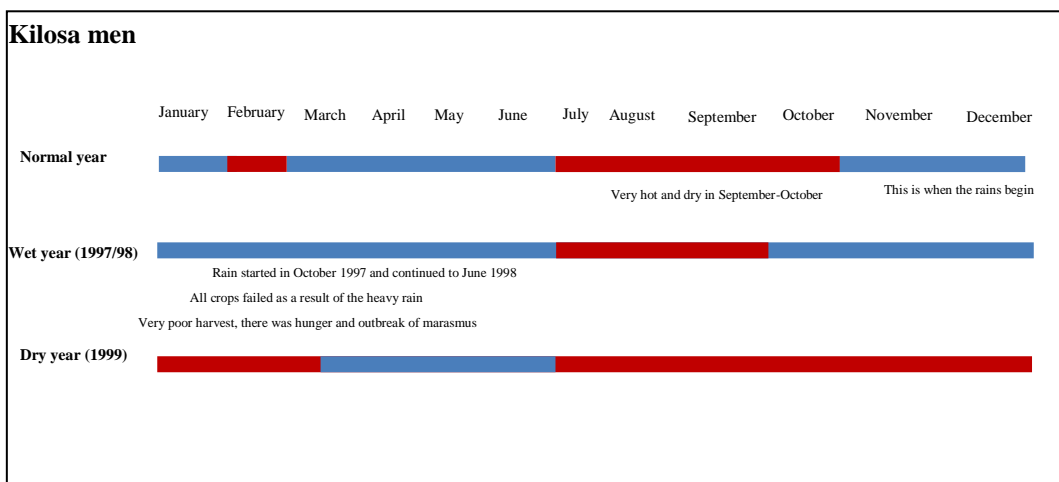 Kilosa men
January February March April May June July August September October November December
Normal year
Very hot and dry in September-October This is when the rains begin
Wet year (1997/98)
Rain started in October 1997 and continued to June 1998
All crops failed as a result of the heavy rain
Very poor harvest, there was hunger and outbreak of marasmus
Dry year (1999)